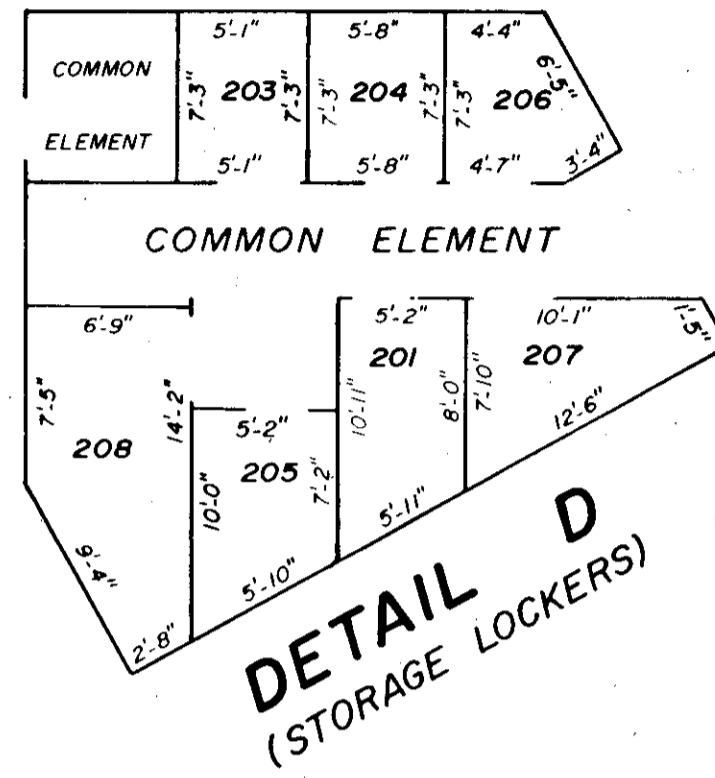 5'-1" 5'-8" 4'-4"
COMMON
ELEMENT
7'-3" 203 7'-3" 7'-3" 204 7'-3" 7'-3" 206 6'-5"
5'-1" 5'-8" 4'-7" 3'-4"
COMMON ELEMENT
6'-9" 5'-2" 10'-1" 1'-5"
7'-5" 208 14'-2" 10'-11" 201 8'-0" 7'-10" 207
5'-2" 12'-6"
10'-0" 205 7'-2"
9'-4" 5'-11"
2'-8" 5'-10"
DETAIL D
(STORAGE LOCKERS)